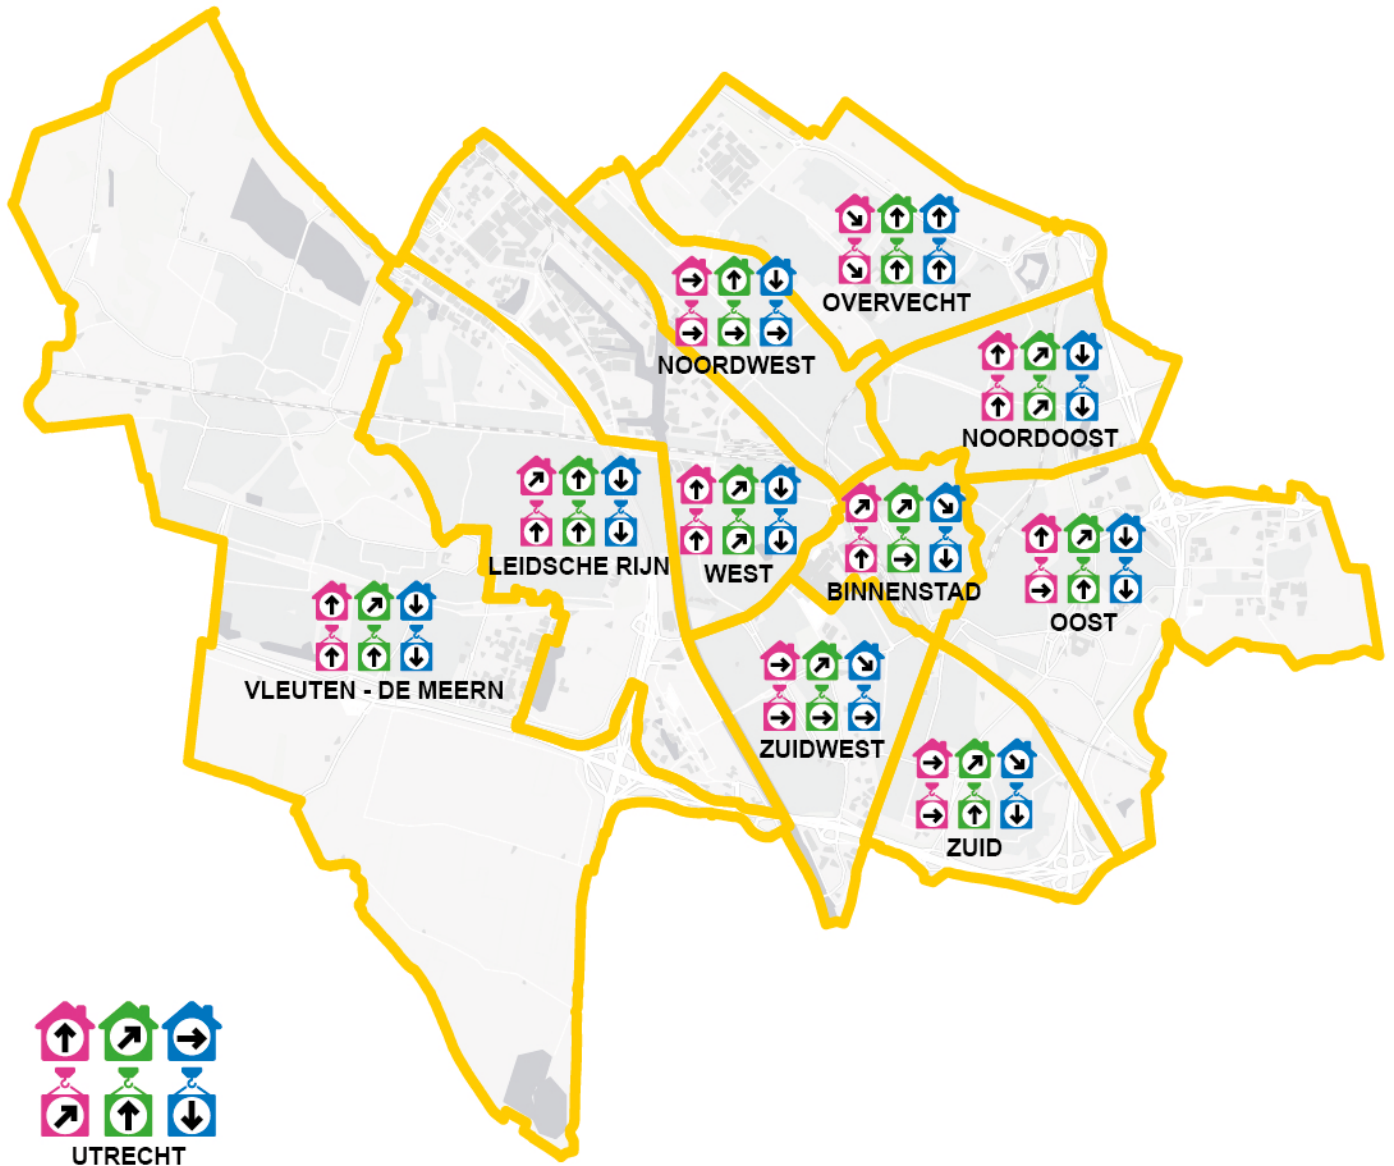 OVERVECHT
NOORDWEST
NOORDOOST
LEIDSCHE RIJN
WEST
BINNENSTAD
OOST
VLEUTEN - DE MEERN
ZUIDWEST
ZUID
UTRECHT